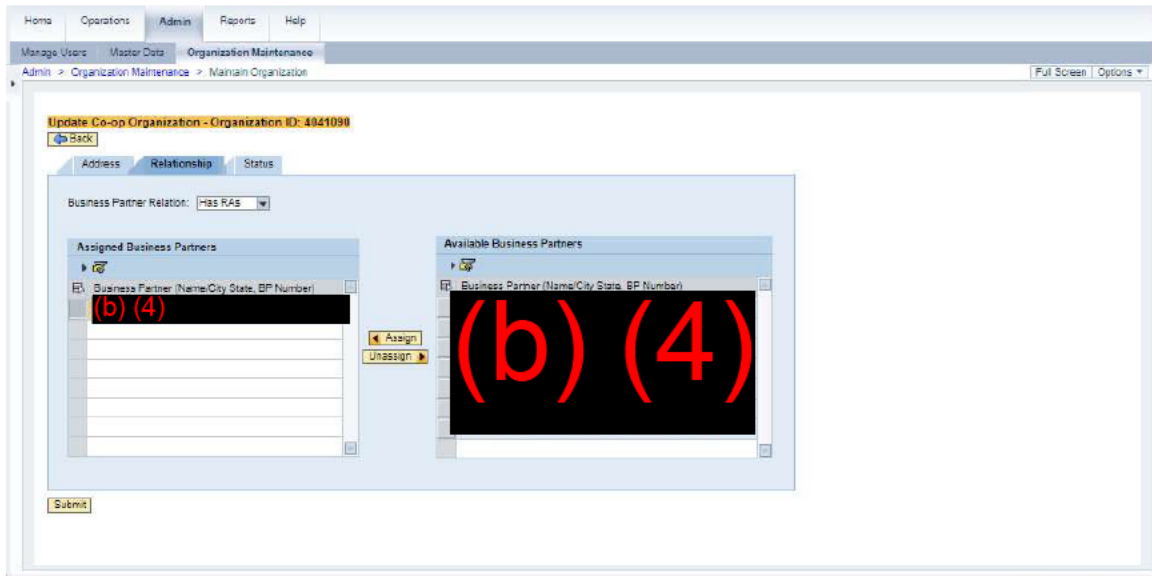 Home Operations Admin Reports Help
Manage Users Master Data Organization Maintenance
Admin > Organization Maintenance > Maintain Organization
Full Screen Options
Update Co-op Organization - Organization ID: 4041090
Back
Address Relationship Status
Business Partner Relation: Has RAs
Assigned Business Partners
Business Partner (Name/City State, BP Number)
(b) (4)
Assign
Unassign
Available Business Partners
Business Partner (Name/City State, BP Number)
(b) (4)
Submit